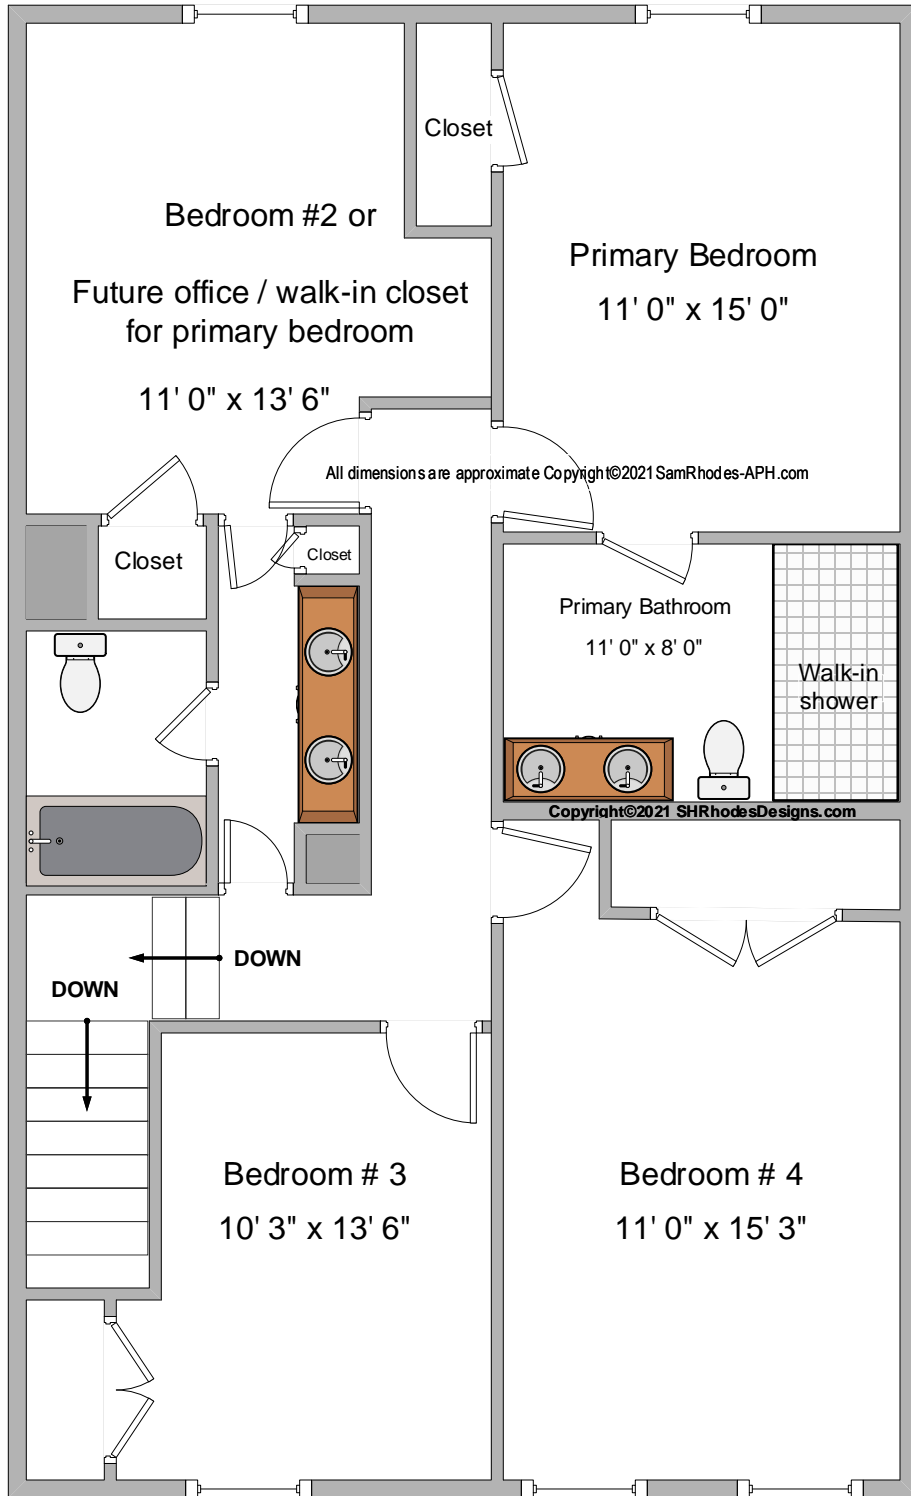 Closet
Bedroom #2 or
Future office / walk-in closet
for primary bedroom
11' 0" x 13' 6"
Primary Bedroom
11' 0" x 15' 0"
All dimensions are approximate Copyright©2021 SamRhodes-APH.com
Closet
Closet
Primary Bathroom
11' 0" x 8' 0"
Walk-in
shower
Copyright©2021 SHRhodesDesigns.com
DOWN
DOWN
Bedroom # 3
10' 3" x 13' 6"
Bedroom # 4
11' 0" x 15' 3"